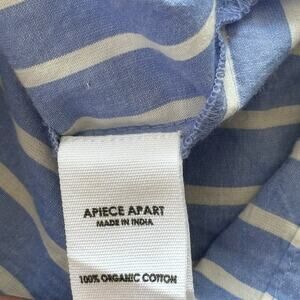 APIECE APART
MADE IN INDIA
100% ORGANIC COTTON